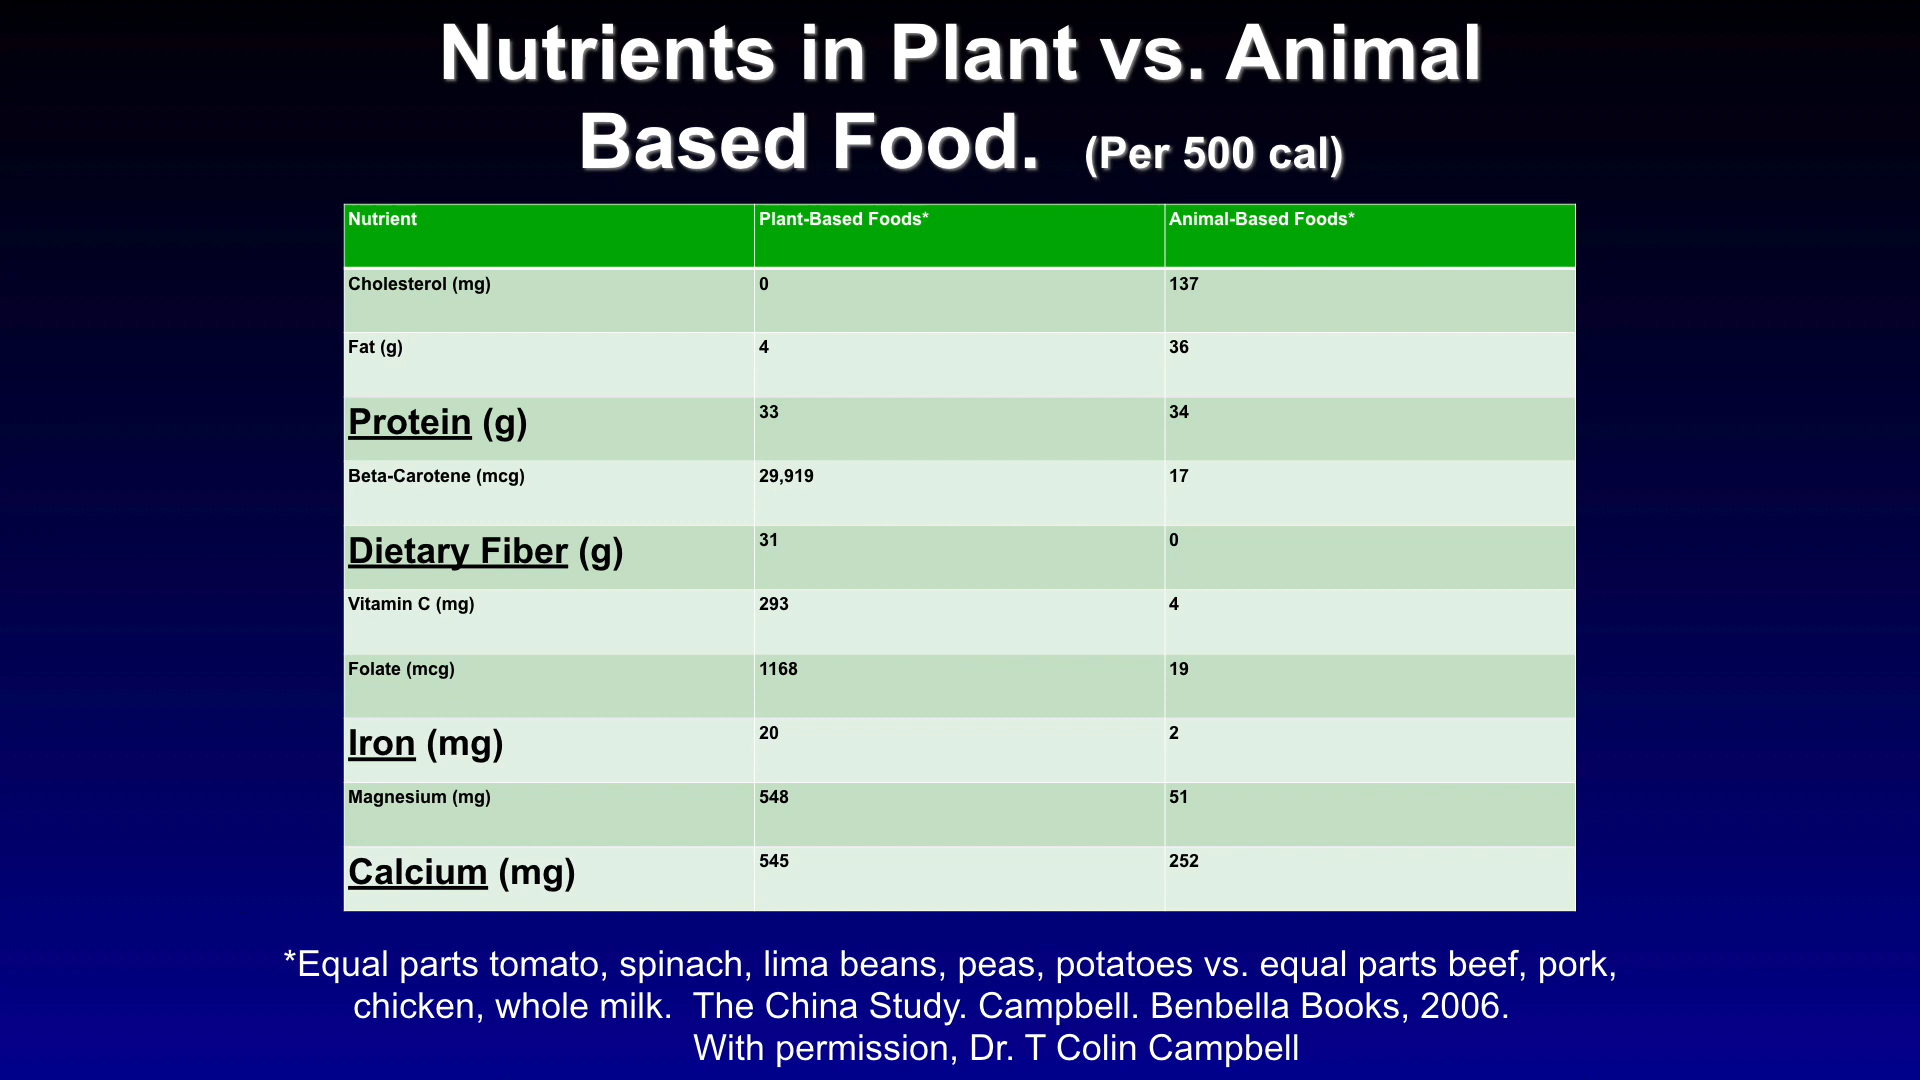 Nutrients in Plant vs. Animal
Based Food. (Per 500 cal)
Nutrient Plant-Based Foods* Animal-Based Foods*
Cholesterol (mg) 0 137
Fat (g) 4 36
Protein (g) 33 34
Beta-Carotene (mcg) 29,919 17
Dietary Fiber (g) 31 0
Vitamin C (mg) 293 4
Folate (mcg) 1168 19
Iron (mg) 20 2
Magnesium (mg) 548 51
Calcium (mg) 545 252
*Equal parts tomato, spinach, lima beans, peas, potatoes vs. equal parts beef, pork,
chicken, whole milk. The China Study. Campbell. Benbella Books, 2006.
With permission, Dr. T Colin Campbell